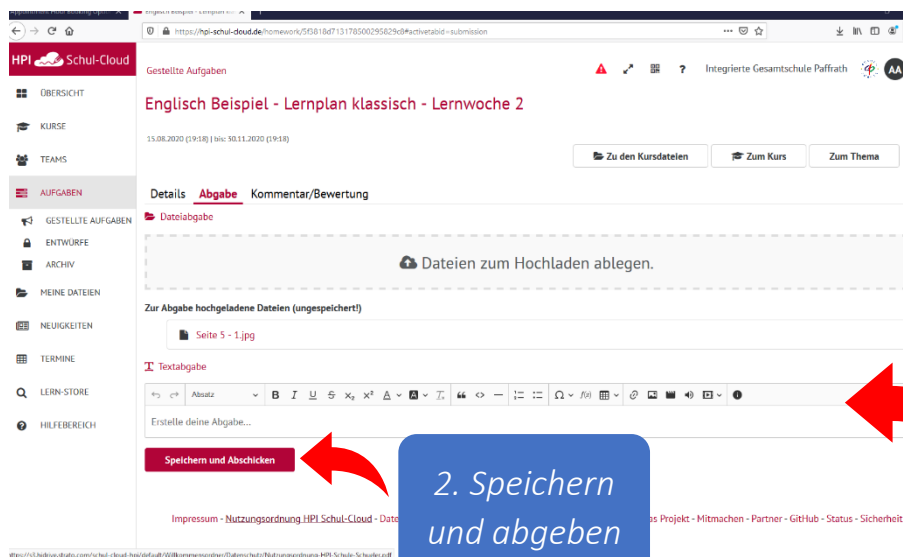 https://hpi-schul-cloud.de/homework/5f3818d713178500295829c8#activetabid=submission
HPI Schul-Cloud
Gestellte Aufgaben
? Integrierte Gesamtschule Paffrath AA
ÜBERSICHT
Englisch Beispiel - Lernplan klassisch - Lernwoche 2
KURSE
15.08.2020 (19:18) | bis: 30.11.2020 (19:18)
TEAMS
Zu den Kursdateien Zum Kurs Zum Thema
AUFGABEN
Details Abgabe Kommentar/Bewertung
GESTELLTE AUFGABEN
Dateiabgabe
ENTWÜRFE
ARCHIV
Dateien zum Hochladen ablegen.
MEINE DATEIEN
Zur Abgabe hochgeladene Dateien (ungespeichert!)
NEUIGKEITEN
Seite 5 - 1.jpg
TERMINE
Textabgabe
LERN-STORE
Absatz
HILFEBEREICH
Erstelle deine Abgabe...
Speichern und Abschicken
2. Speichern
und abgeben
Impressum - Nutzungsordnung HPI Schul-Cloud - Projekt - Mitmachen - Partner - GitHub - Status - Sicherheit